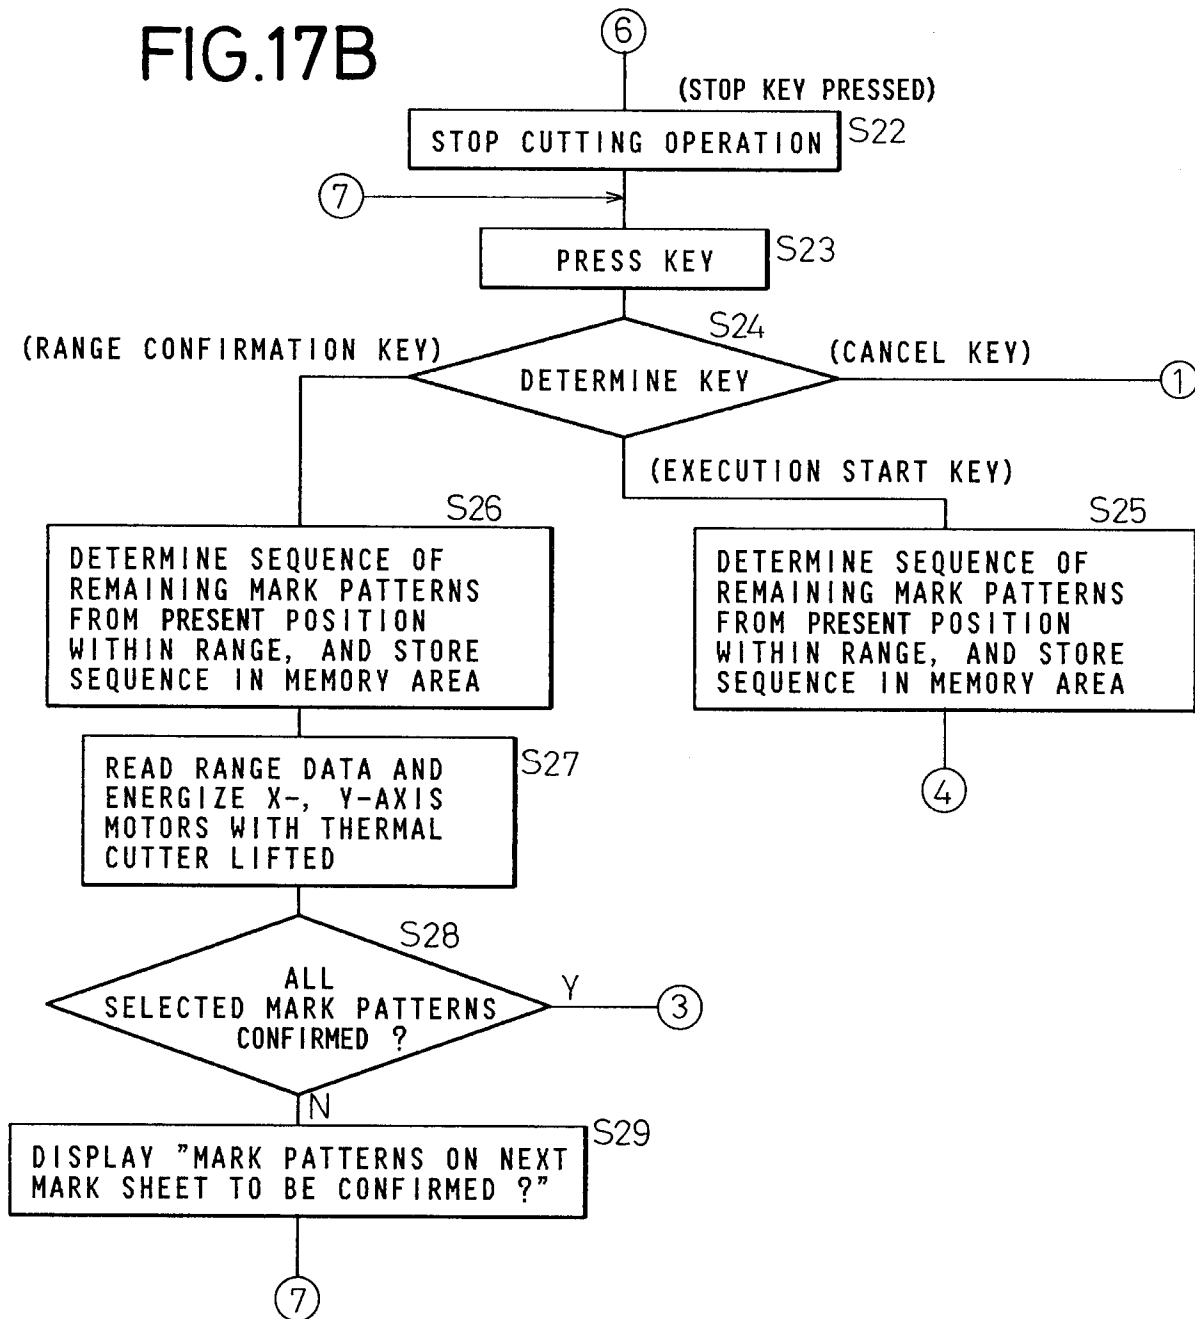 FIG.17B
6
(STOP KEY PRESSED)
STOP CUTTING OPERATION
S22
7
PRESS KEY
S23
S24
(RANGE CONFIRMATION KEY)
DETERMINE KEY
(CANCEL KEY)
1
(EXECUTION START KEY)
S26
DETERMINE SEQUENCE OF
REMAINING MARK PATTERNS
FROM PRESENT POSITION
WITHIN RANGE, AND STORE
SEQUENCE IN MEMORY AREA
S25
DETERMINE SEQUENCE OF
REMAINING MARK PATTERNS
FROM PRESENT POSITION
WITHIN RANGE, AND STORE
SEQUENCE IN MEMORY AREA
4
S27
READ RANGE DATA AND
ENERGIZE X-, Y-AXIS
MOTORS WITH THERMAL
CUTTER LIFTED
S28
ALL
SELECTED MARK PATTERNS
CONFIRMED ?
Y
3
N
S29
DISPLAY "MARK PATTERNS ON NEXT
MARK SHEET TO BE CONFIRMED ?"
7